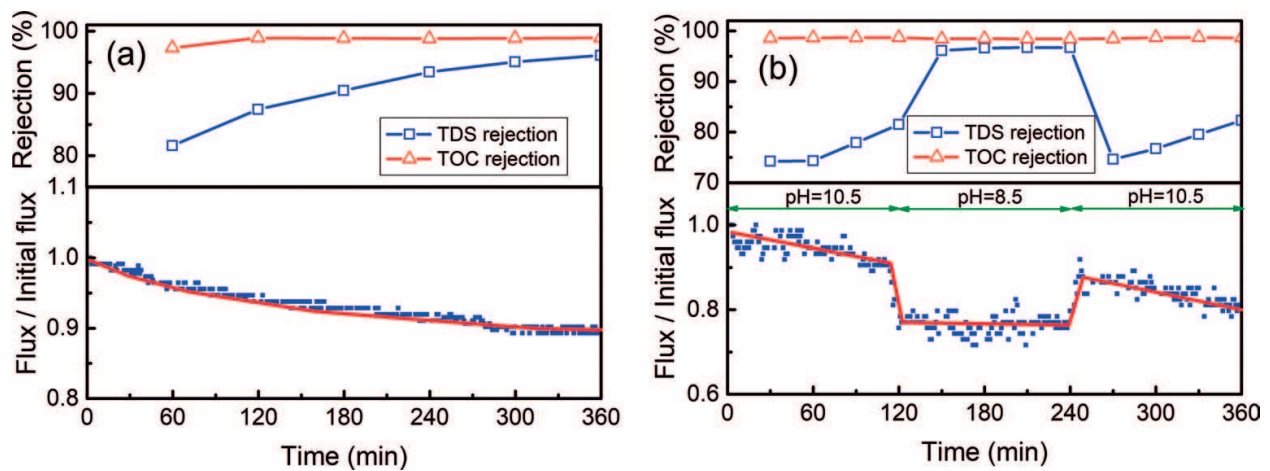 (a)
Rejection (%)
100
90
80
TDS rejection
TOC rejection
Flux / Initial flux
1.1
1.0
0.9
0.8
0 60 120 180 240 300 360
Time (min)
(b)
Rejection (%)
100
90
80
70
TDS rejection
TOC rejection
pH=10.5 pH=8.5 pH=10.5
Flux / Initial flux
1.0
0.8
0.6
0 60 120 180 240 300 360
Time (min)